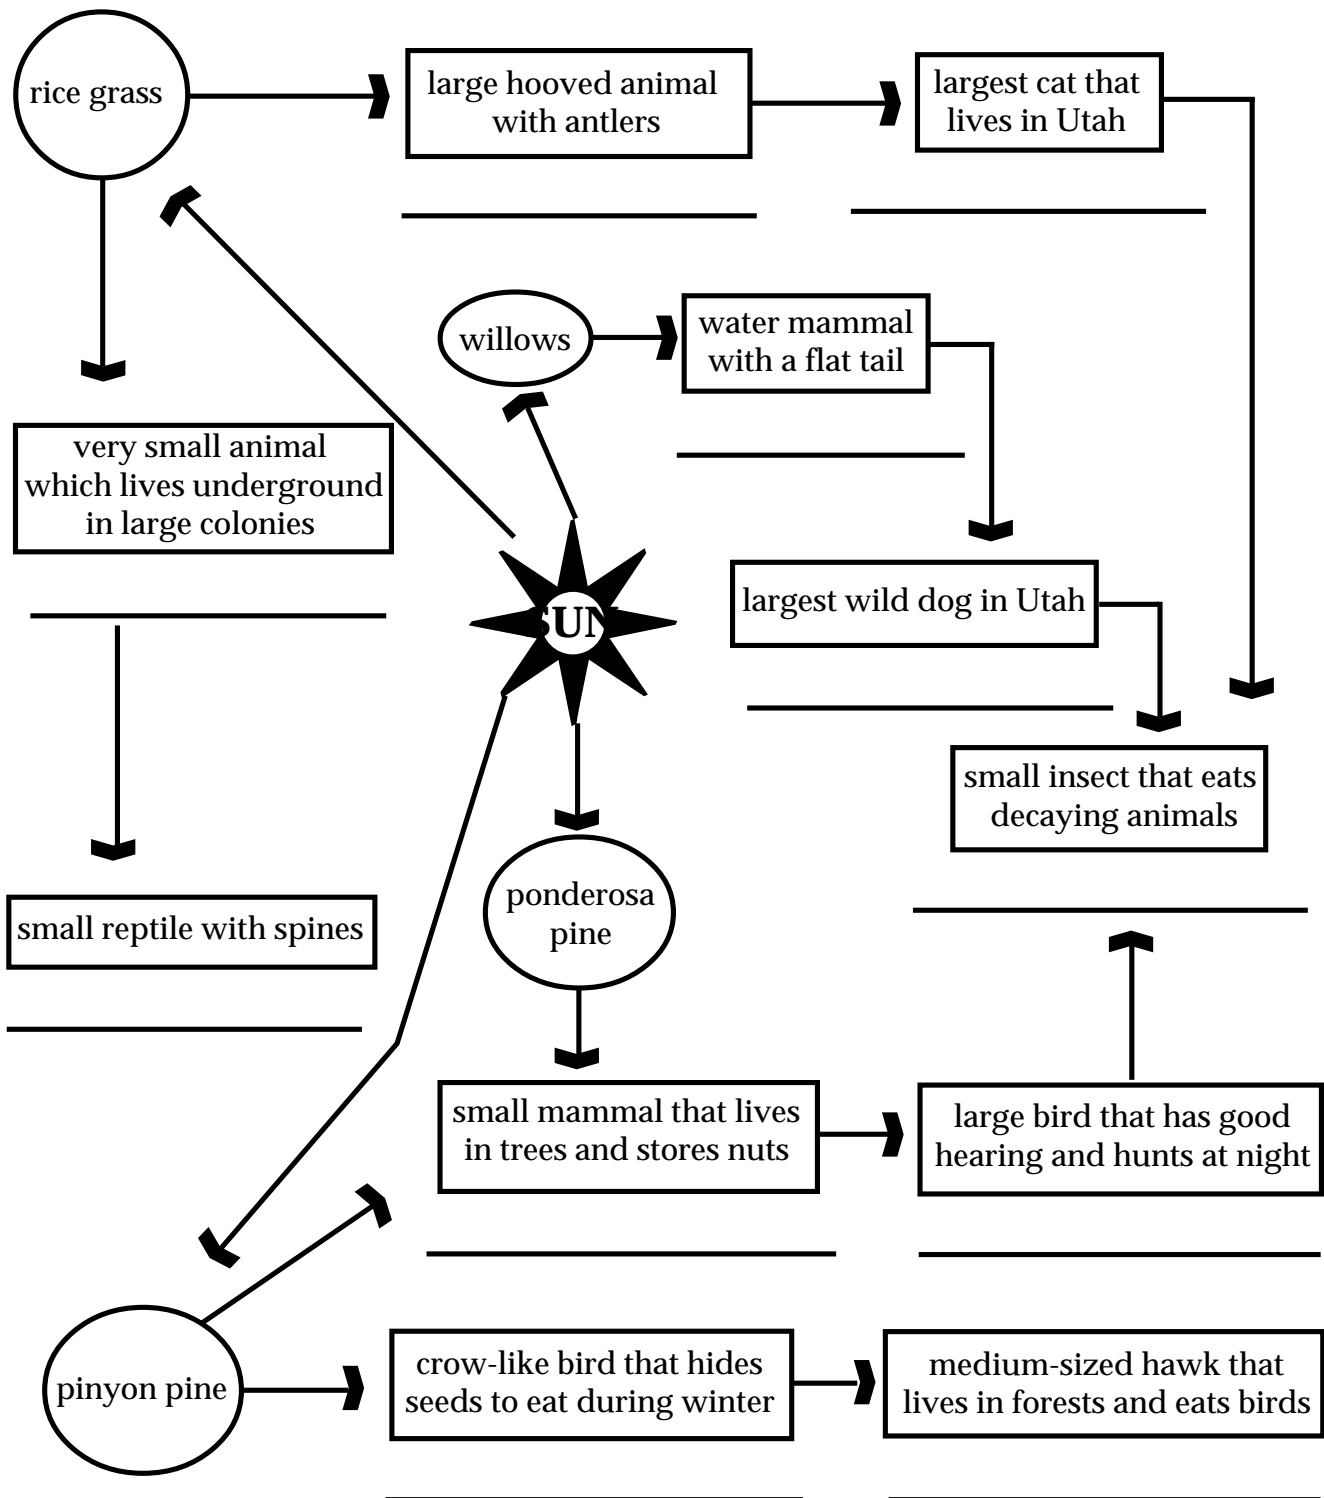 rice grass
large hooved animal
with antlers
largest cat that
lives in Utah
willows
water mammal
with a flat tail
very small animal
which lives underground
in large colonies
SUN
largest wild dog in Utah
small insect that eats
decaying animals
ponderosa
pine
small reptile with spines
small mammal that lives
in trees and stores nuts
large bird that has good
hearing and hunts at night
pinyon pine
crow-like bird that hides
seeds to eat during winter
medium-sized hawk that
lives in forests and eats birds